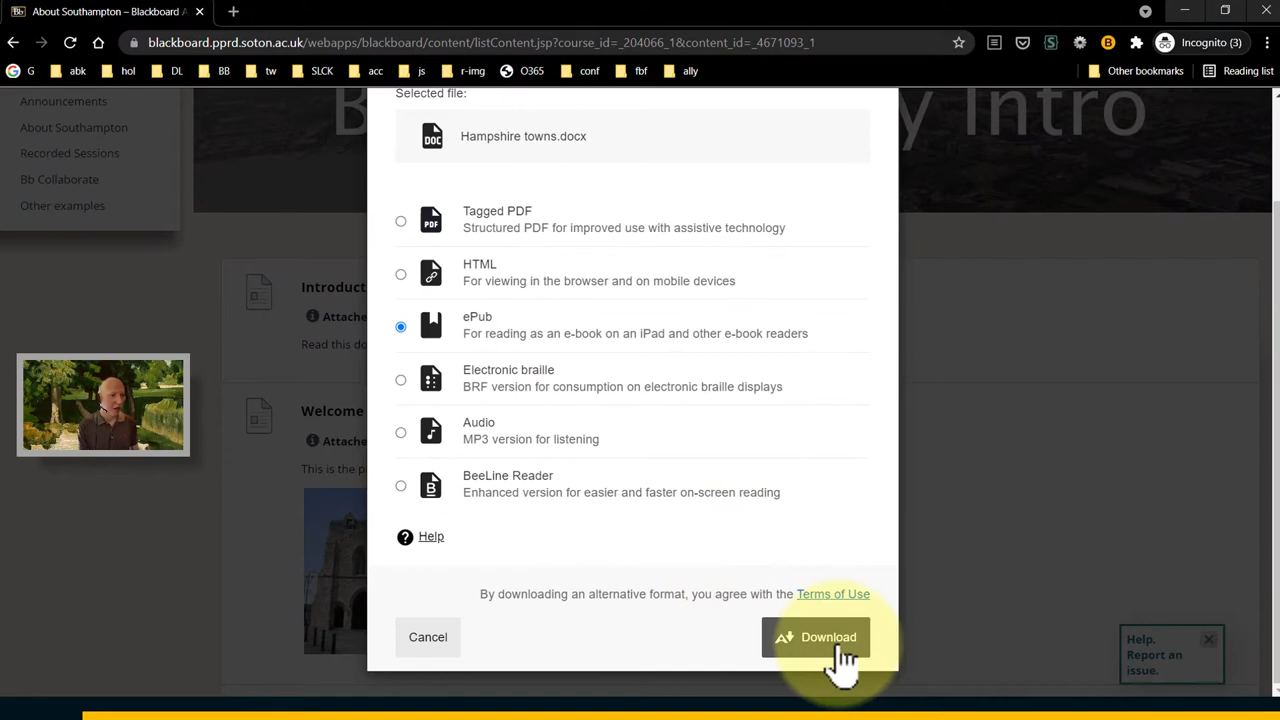 About Southampton – Blackboard A
blackboard.pprd.soton.ac.uk/webapps/blackboard/content/listContent.jsp?course_id=_204066_1&content_id=_4671093_1
Incognito (3)
G abk hol DL BB tw SLCK acc js r-img O365 conf fbf ally Other bookmarks Reading list
Announcements
About Southampton
Recorded Sessions
Bb Collaborate
Other examples
B y Intro
Selected file:
DOC Hampshire towns.docx
PDF Tagged PDF
Structured PDF for improved use with assistive technology
HTML
For viewing in the browser and on mobile devices
ePub
For reading as an e-book on an iPad and other e-book readers
Electronic braille
BRF version for consumption on electronic braille displays
Audio
MP3 version for listening
B BeeLine Reader
Enhanced version for easier and faster on-screen reading
? Help
By downloading an alternative format, you agree with the Terms of Use
Cancel
Download
Introduct
Attache
Read this do
Welcome
Attache
This is the p
Help.
Report an
issue.